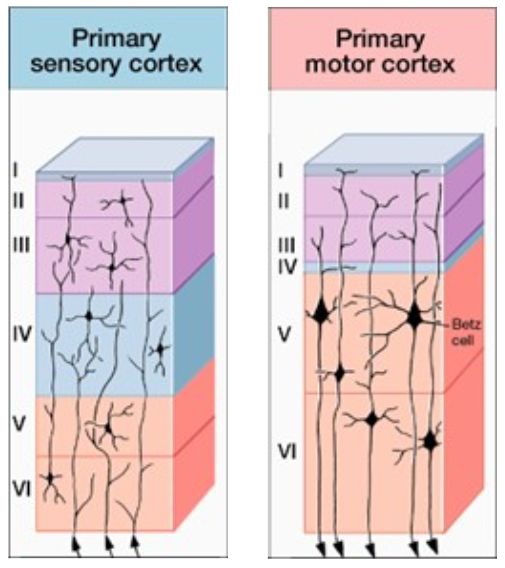 Primary
sensory cortex
I
II
III
IV
V
VI
Primary
motor cortex
I
II
III
IV
V
VI
Betz
cell